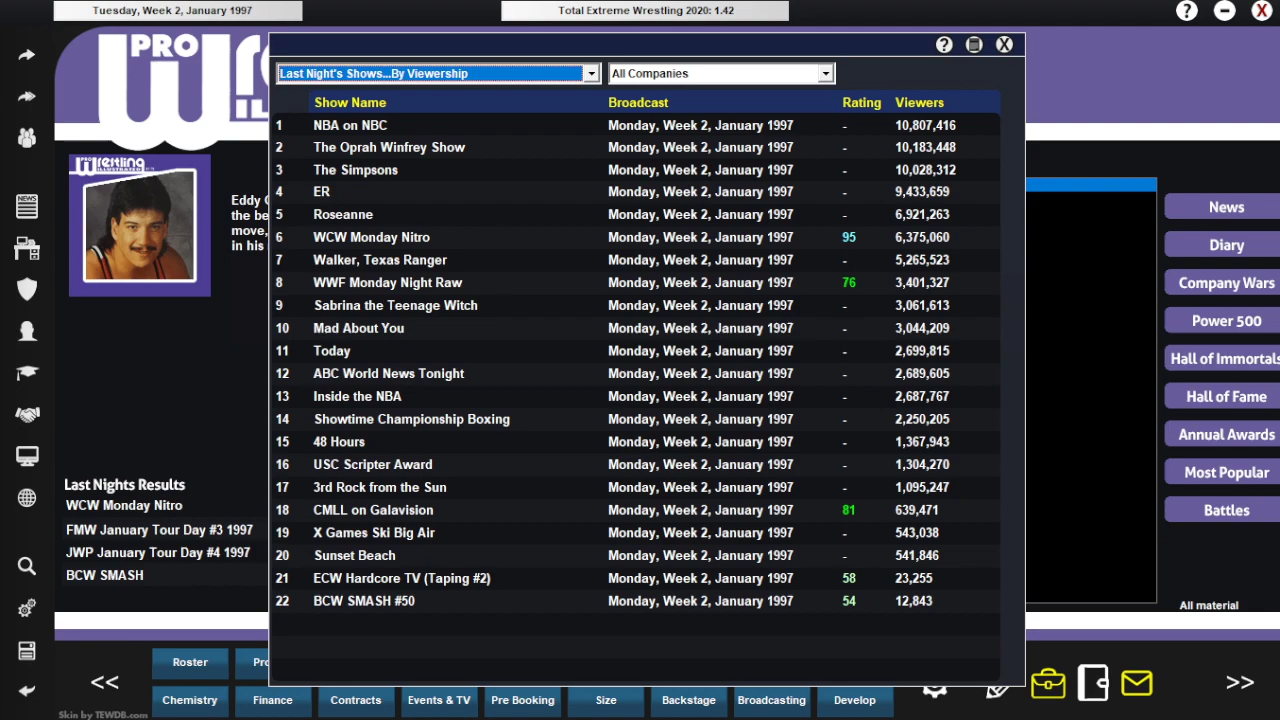 Tuesday, Week 2, January 1997
Total Extreme Wrestling 2020: 1.42
? - X
PRO
W
IL
? X
Last Night's Shows...By Viewership
All Companies
Show Name Broadcast Rating Viewers
1 NBA on NBC Monday, Week 2, January 1997 - 10,807,416
2 The Oprah Winfrey Show Monday, Week 2, January 1997 - 10,183,448
3 The Simpsons Monday, Week 2, January 1997 - 10,028,312
4 ER Monday, Week 2, January 1997 - 9,433,659
5 Roseanne Monday, Week 2, January 1997 - 6,921,263
6 WCW Monday Nitro Monday, Week 2, January 1997 95 6,375,060
7 Walker, Texas Ranger Monday, Week 2, January 1997 - 5,265,523
8 WWF Monday Night Raw Monday, Week 2, January 1997 76 3,401,327
9 Sabrina the Teenage Witch Monday, Week 2, January 1997 - 3,061,613
10 Mad About You Monday, Week 2, January 1997 - 3,044,209
11 Today Monday, Week 2, January 1997 - 2,699,815
12 ABC World News Tonight Monday, Week 2, January 1997 - 2,689,605
13 Inside the NBA Monday, Week 2, January 1997 - 2,687,767
14 Showtime Championship Boxing Monday, Week 2, January 1997 - 2,250,205
15 48 Hours Monday, Week 2, January 1997 - 1,367,943
16 USC Scripter Award Monday, Week 2, January 1997 - 1,304,270
17 3rd Rock from the Sun Monday, Week 2, January 1997 - 1,095,247
18 CMLL on Galavision Monday, Week 2, January 1997 81 639,471
19 X Games Ski Big Air Monday, Week 2, January 1997 - 543,038
20 Sunset Beach Monday, Week 2, January 1997 - 541,846
21 ECW Hardcore TV (Taping #2) Monday, Week 2, January 1997 58 23,255
22 BCW SMASH #50 Monday, Week 2, January 1997 54 12,843
PRO Wrestling
Eddy
the be
move,
in his
NEWS
Last Nights Results
WCW Monday Nitro
FMW January Tour Day #3 1997
JWP January Tour Day #4 1997
BCW SMASH
News
Diary
Company Wars
Power 500
Hall of Immortals
Hall of Fame
Annual Awards
Most Popular
Battles
All material
<<
Roster
Pro
Chemistry
Finance
Contracts
Events & TV
Pre Booking
Size
Backstage
Broadcasting
Develop
>>
Skin by TEWDB.com